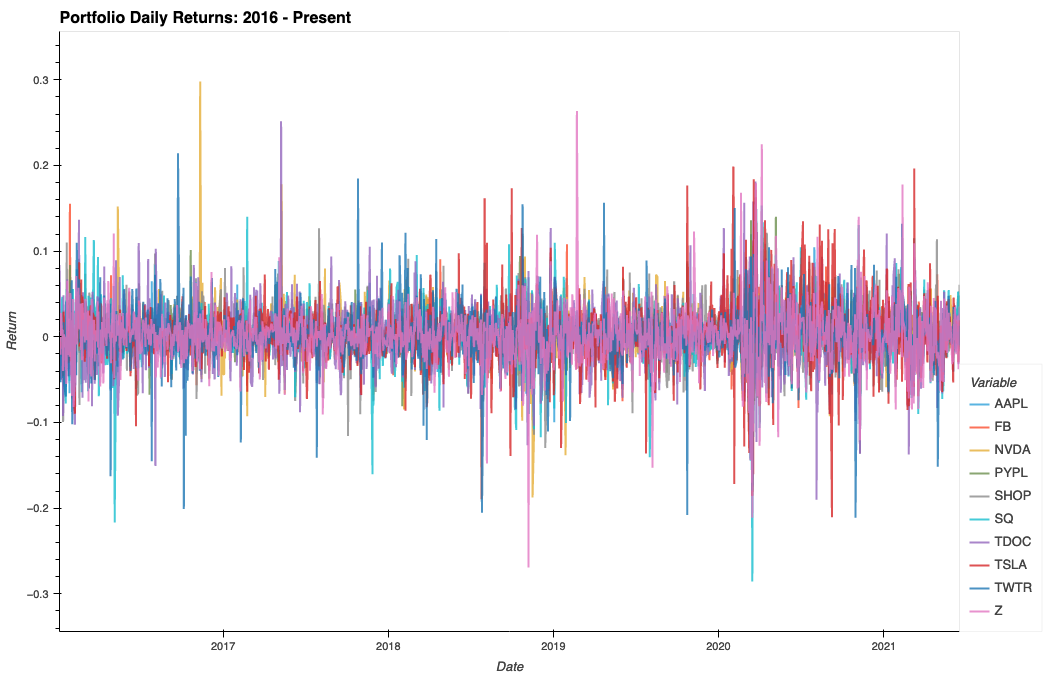 Portfolio Daily Returns: 2016 - Present
Return
0.3
0.2
0.1
0
−0.1
−0.2
−0.3
2017
2018
2019
2020
2021
Date
Variable
AAPL
FB
NVDA
PYPL
SHOP
SQ
TDOC
TSLA
TWTR
Z